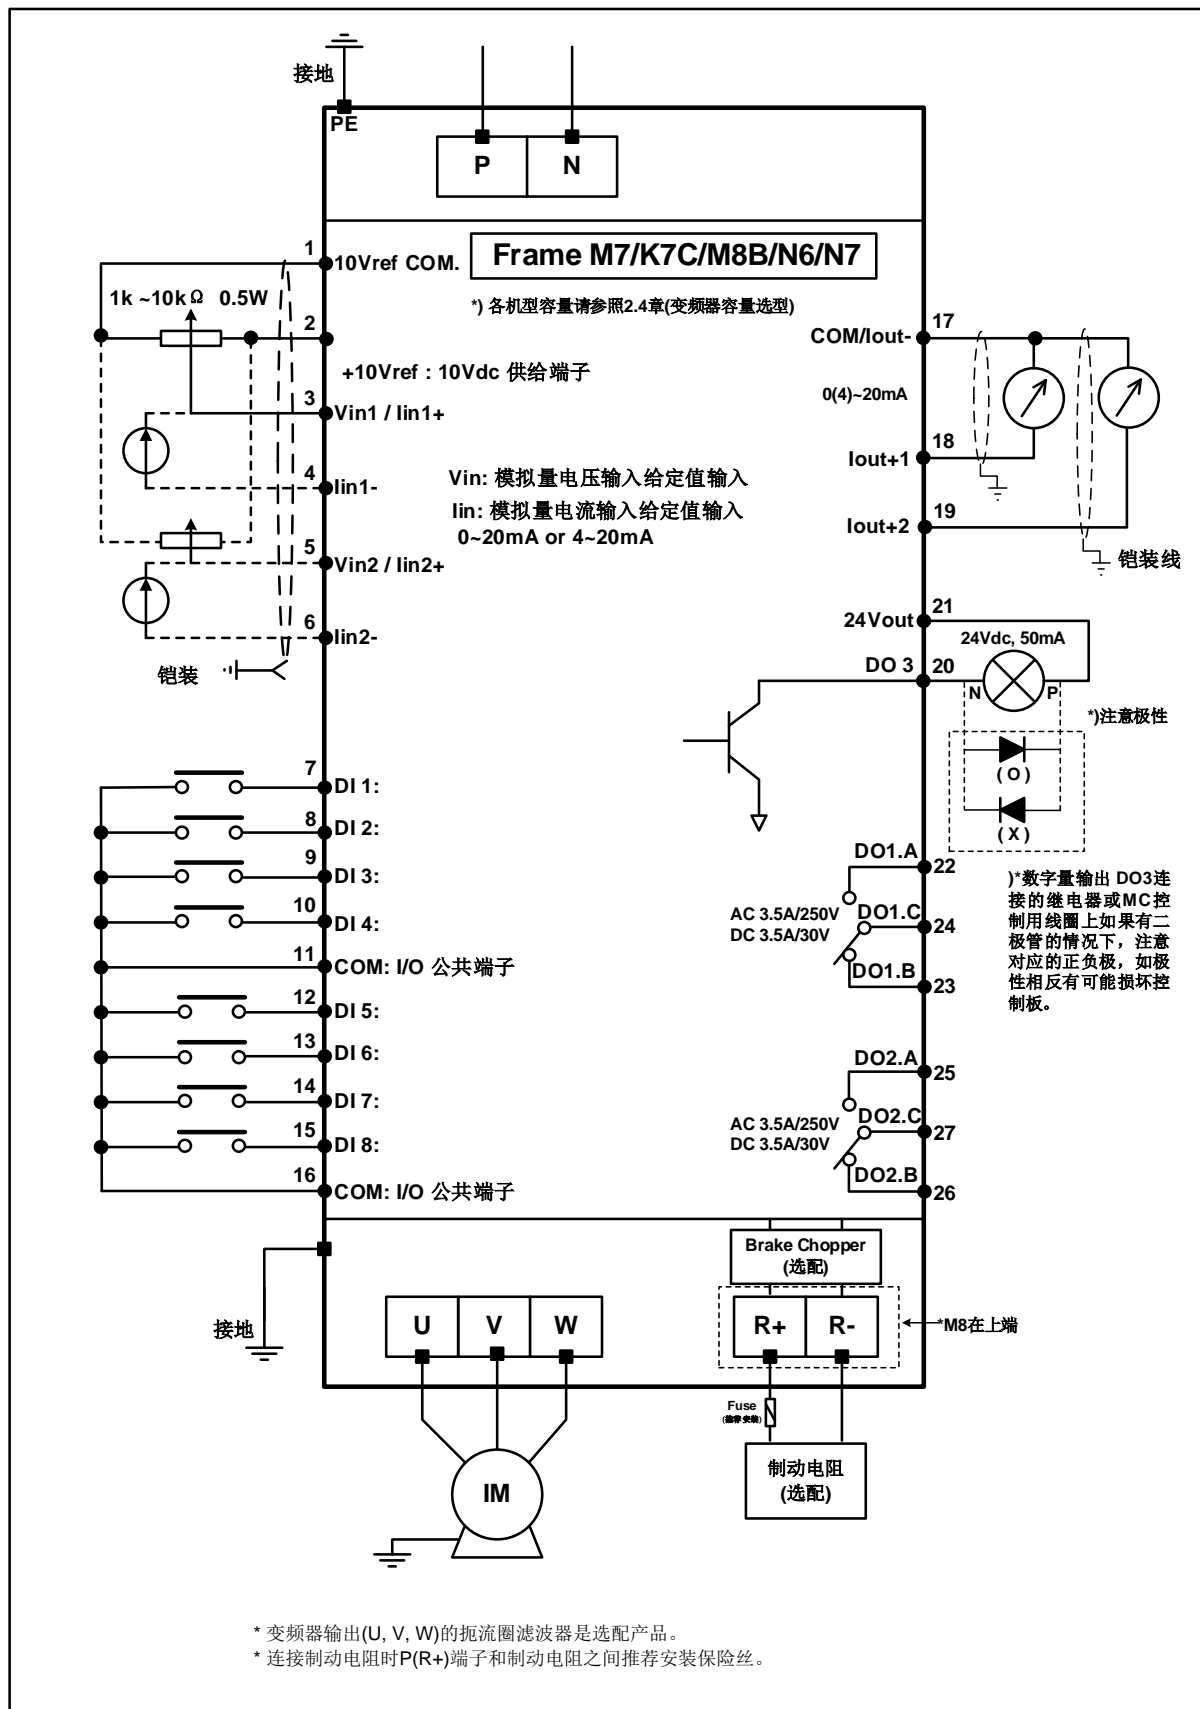 接地
PE
P
N
Frame M7/K7C/M8B/N6/N7
*) 各机型容量请参照2.4章(变频器容量选型)
1
10Vref COM.
1k ~10k Ω 0.5W
2
+10Vref : 10Vdc 供给端子
3
Vin1 / Iin1+
4
Iin1-
Vin: 模拟量电压输入给定值输入
Iin: 模拟量电流输入给定值输入
0~20mA or 4~20mA
5
Vin2 / Iin2+
6
Iin2-
铠装
17
COM/Iout-
0(4)~20mA
18
Iout+1
19
Iout+2
铠装线
21
24Vout
24Vdc, 50mA
DO 3
20
N
P
*)注意极性
( O )
( X )
7
DI 1:
8
DI 2:
9
DI 3:
10
DI 4:
11
COM: I/O 公共端子
12
DI 5:
13
DI 6:
14
DI 7:
15
DI 8:
16
COM: I/O 公共端子
DO1.A
22
AC 3.5A/250V
DC 3.5A/30V
DO1.C
24
DO1.B
23
)*数字量输出 DO3连
接的继电器或MC控
制用线圈上如果有二
极管的情况下，注意
对应的正负极，如极
性相反有可能损坏控
制板。
DO2.A
25
AC 3.5A/250V
DC 3.5A/30V
DO2.C
27
DO2.B
26
Brake Chopper
(选配)
接地
U
V
W
R+
R-
*M8在上端
Fuse
(推荐安装)
制动电阻
(选配)
IM
* 变频器输出(U, V, W)的扼流圈滤波器是选配产品。
* 连接制动电阻时P(R+)端子和制动电阻之间推荐安装保险丝。